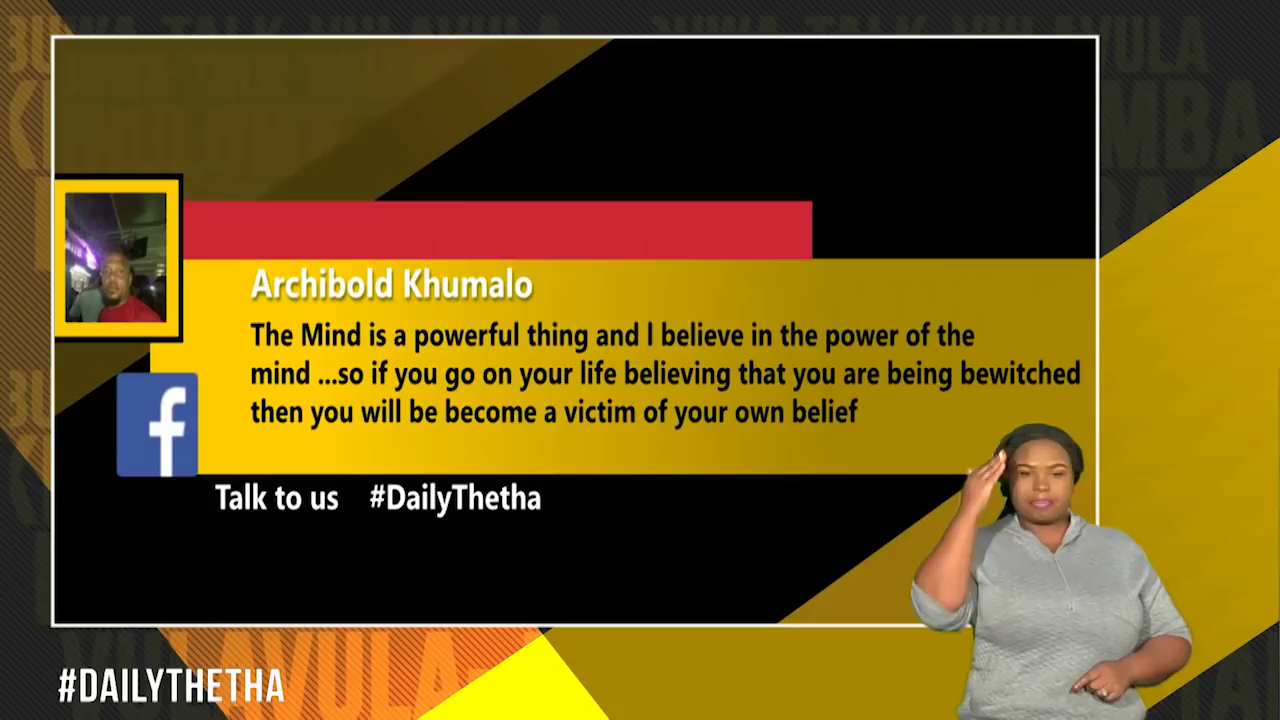 Archibold Khumalo
The Mind is a powerful thing and I believe in the power of the
mind ...so if you go on your life believing that you are being bewitched
then you will be become a victim of your own belief
Talk to us #DailyThetha
#DAILYTHETHA